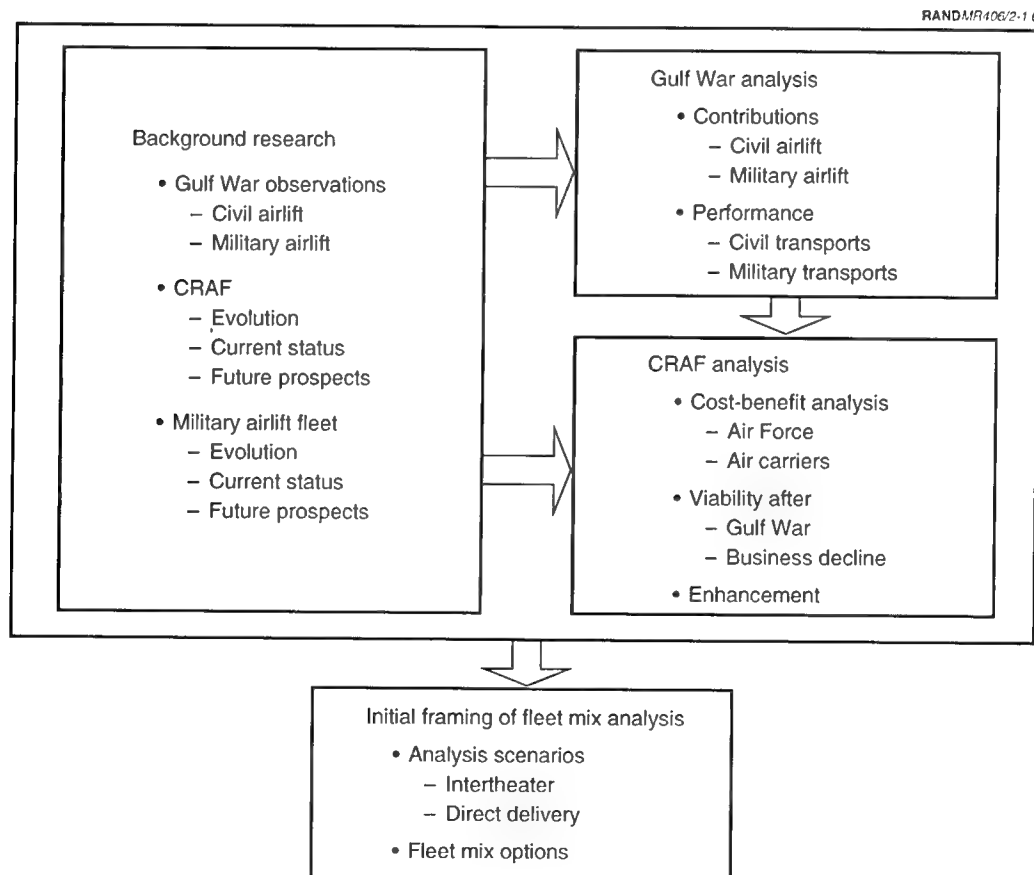 RANDMR406/2-1
Background research
• Gulf War observations
– Civil airlift
– Military airlift
• CRAF
– Evolution
– Current status
– Future prospects
• Military airlift fleet
– Evolution
– Current status
– Future prospects
Gulf War analysis
• Contributions
– Civil airlift
– Military airlift
• Performance
– Civil transports
– Military transports
CRAF analysis
• Cost-benefit analysis
– Air Force
– Air carriers
• Viability after
– Gulf War
– Business decline
• Enhancement
Initial framing of fleet mix analysis
• Analysis scenarios
– Intertheater
– Direct delivery
• Fleet mix options